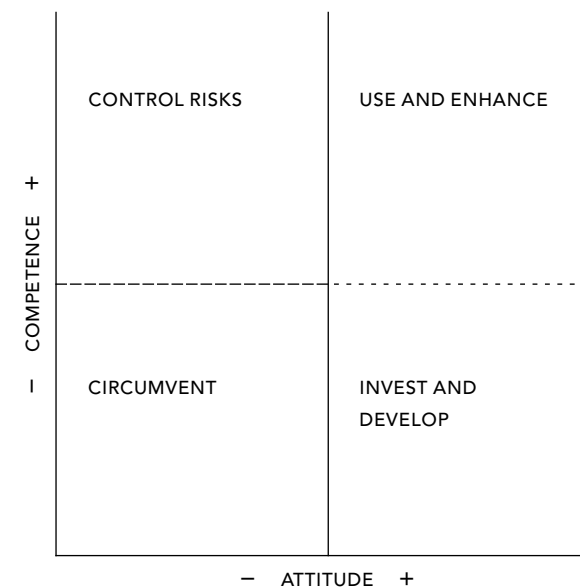 CONTROL RISKS
USE AND ENHANCE
− COMPETENCE +
CIRCUMVENT
INVEST AND
DEVELOP
− ATTITUDE +